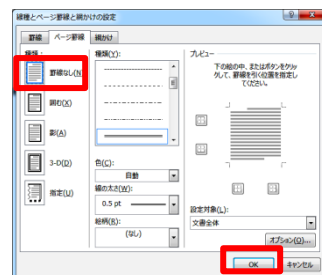 線種とページ罫線と網かけの設定
罫線 ページ罫線 網かけ
種類:
罫線なし(N)
囲む(X)
影(A)
3-D(D)
指定(U)
種類(Y):
色(C):
自動
線の太さ(W):
0.5 pt
絵柄(R):
(なし)
プレビュー
下の絵の中、またはボタンをクリッ
クして、罫線を引く位置を指定し
てください。
設定対象(L):
文書全体
オプション(O)...
OK キャンセル